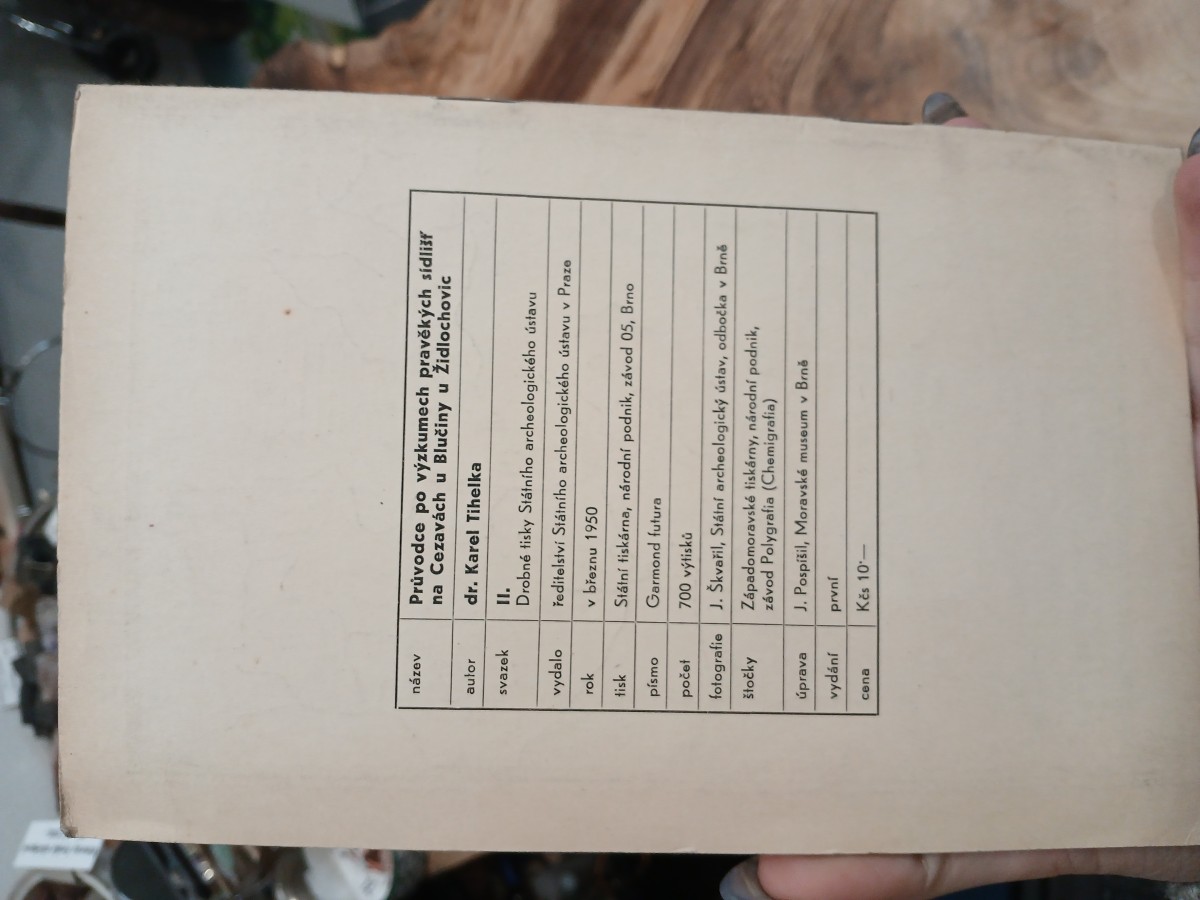 název Průvodce po výzkumech pravěkých sídlišť
na Cezavách u Blučiny u Židlochovic
autor dr. Karel Tihelka
svazek II.
Drobné tisky Státního archeologického ústavu
vydalo ředitelství Státního archeologického ústavu v Praze
rok v březnu 1950
tisk Státní tiskárna, národní podnik, závod 05, Brno
písmo Garmond futura
počet 700 výtisků
fotografie J. Škvařil, Státní archeologický ústav, odbočka v Brně
štočky Západomoravské tiskárny, národní podnik,
závod Polygrafia (Chemigrafia)
úprava J. Pospíšil, Moravské museum v Brně
vydání první
cena Kčs 10·—